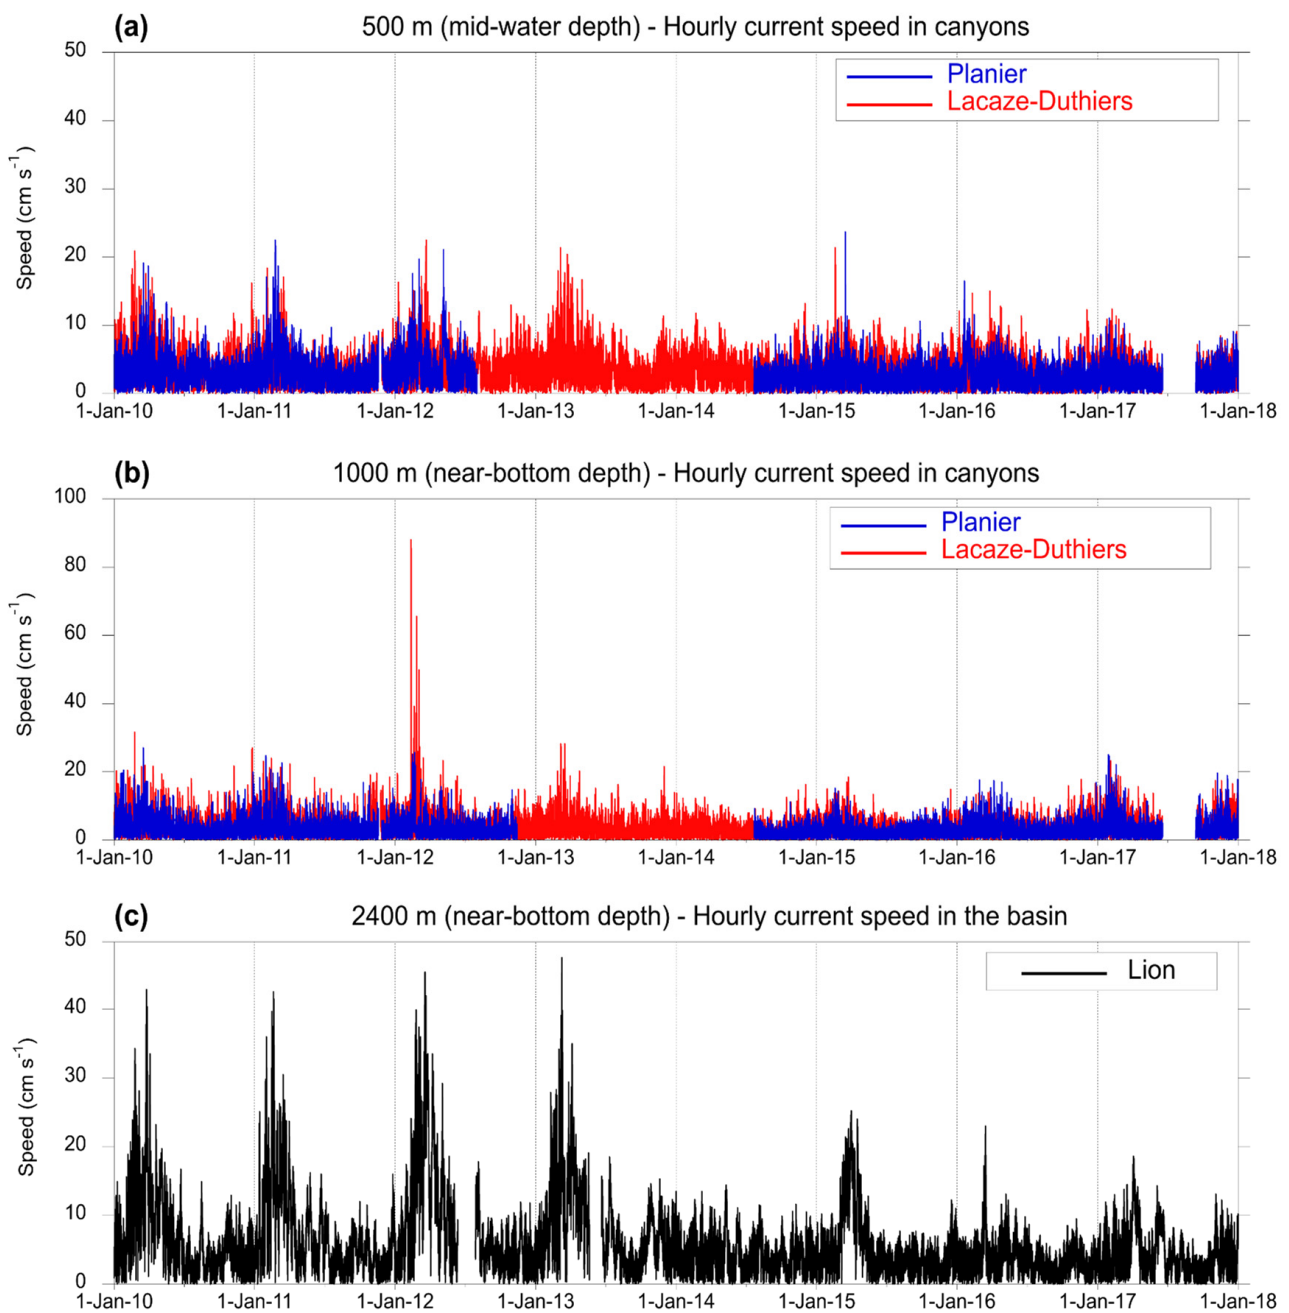 (a) 500 m (mid-water depth) - Hourly current speed in canyons
50
40
30
20
10
0
Speed (cm s⁻¹)
Planier
Lacaze-Duthiers
1-Jan-10 1-Jan-11 1-Jan-12 1-Jan-13 1-Jan-14 1-Jan-15 1-Jan-16 1-Jan-17 1-Jan-18
(b) 1000 m (near-bottom depth) - Hourly current speed in canyons
100
80
60
40
20
0
Speed (cm s⁻¹)
Planier
Lacaze-Duthiers
1-Jan-10 1-Jan-11 1-Jan-12 1-Jan-13 1-Jan-14 1-Jan-15 1-Jan-16 1-Jan-17 1-Jan-18
(c) 2400 m (near-bottom depth) - Hourly current speed in the basin
50
40
30
20
10
0
Speed (cm s⁻¹)
Lion
1-Jan-10 1-Jan-11 1-Jan-12 1-Jan-13 1-Jan-14 1-Jan-15 1-Jan-16 1-Jan-17 1-Jan-18